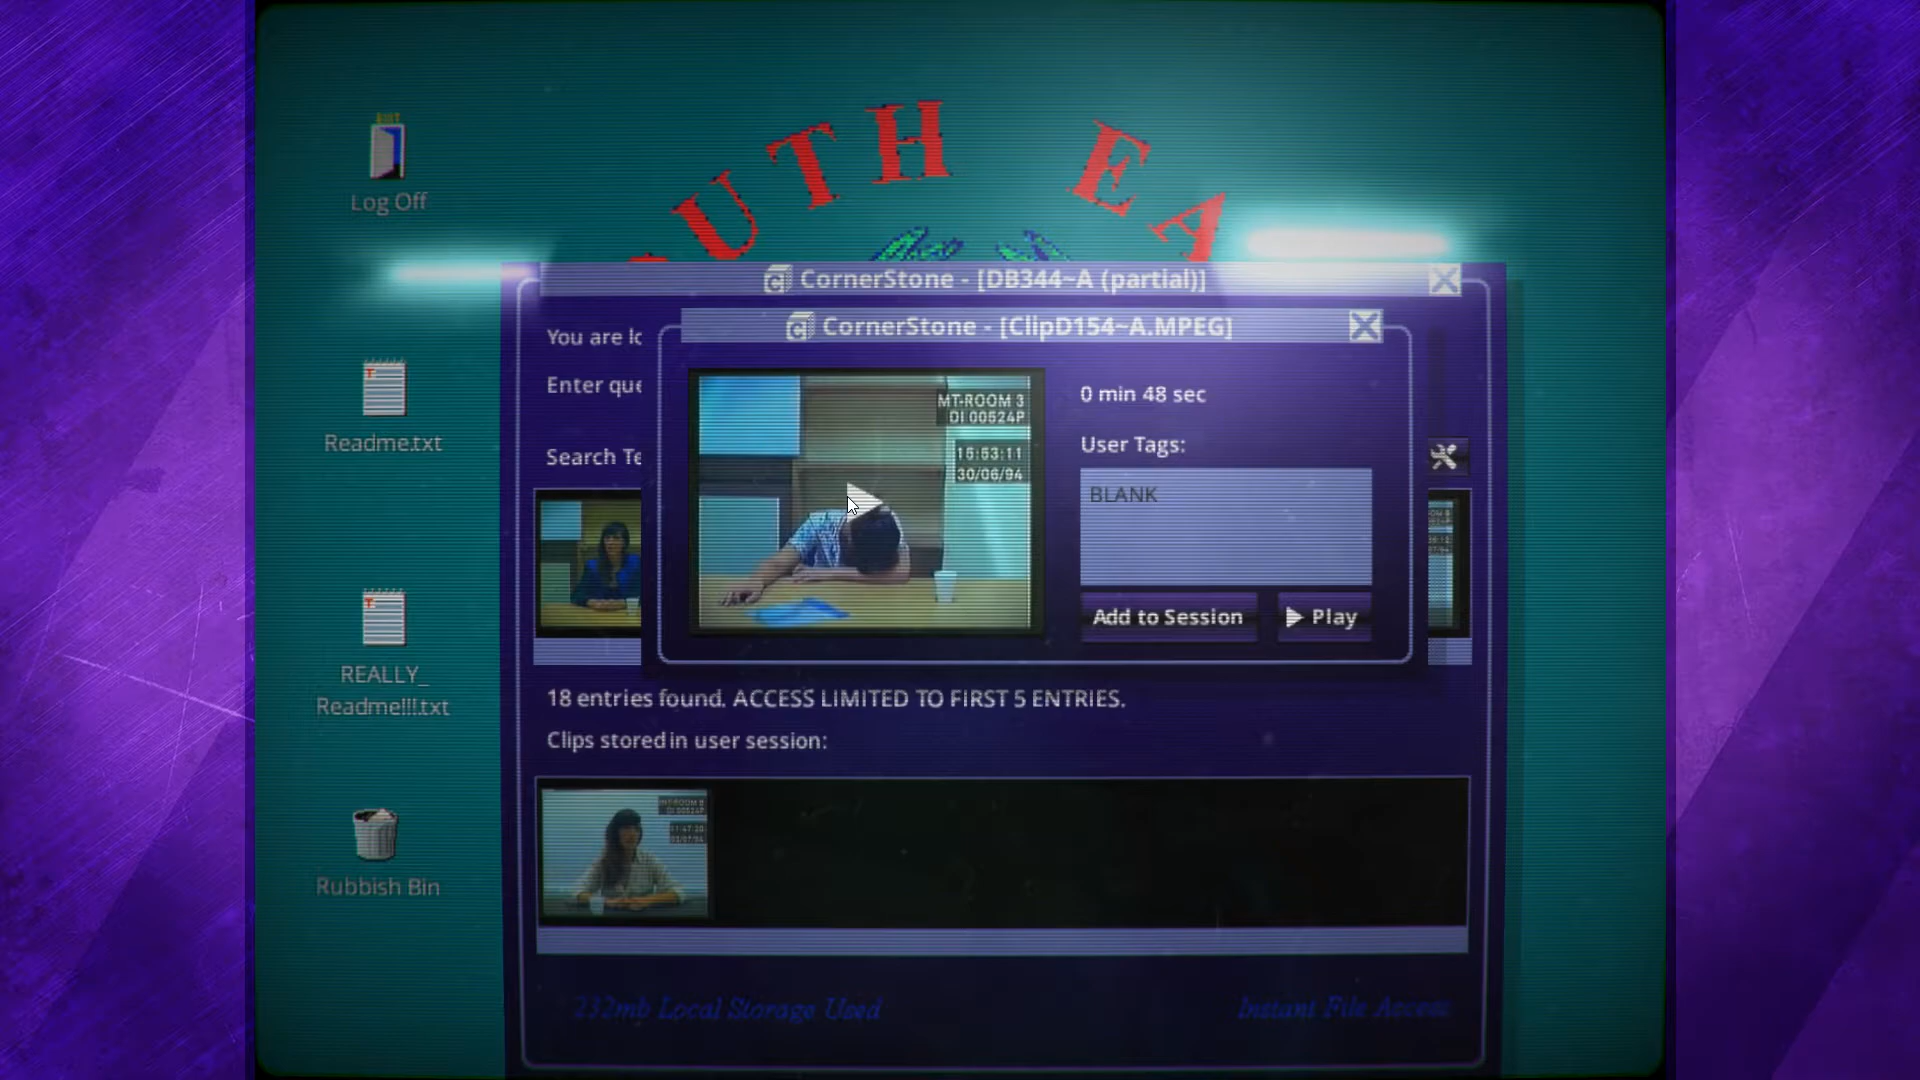 UTH EA
EXIT
Log Off
CornerStone - [DB344~A (partial)]
CornerStone - [ClipD154~A.MPEG]
You are lo
0 min 48 sec
Enter que
MT-ROOM 3
DI 00524P
User Tags:
Readme.txt
Search Te
15:53:11
30/06/94
BLANK
Add to Session
Play
REALLY_
Readme!!!.txt
18 entries found. ACCESS LIMITED TO FIRST 5 ENTRIES.
Clips stored in user session:
Rubbish Bin
232mb Local Storage Used
Instant File Access